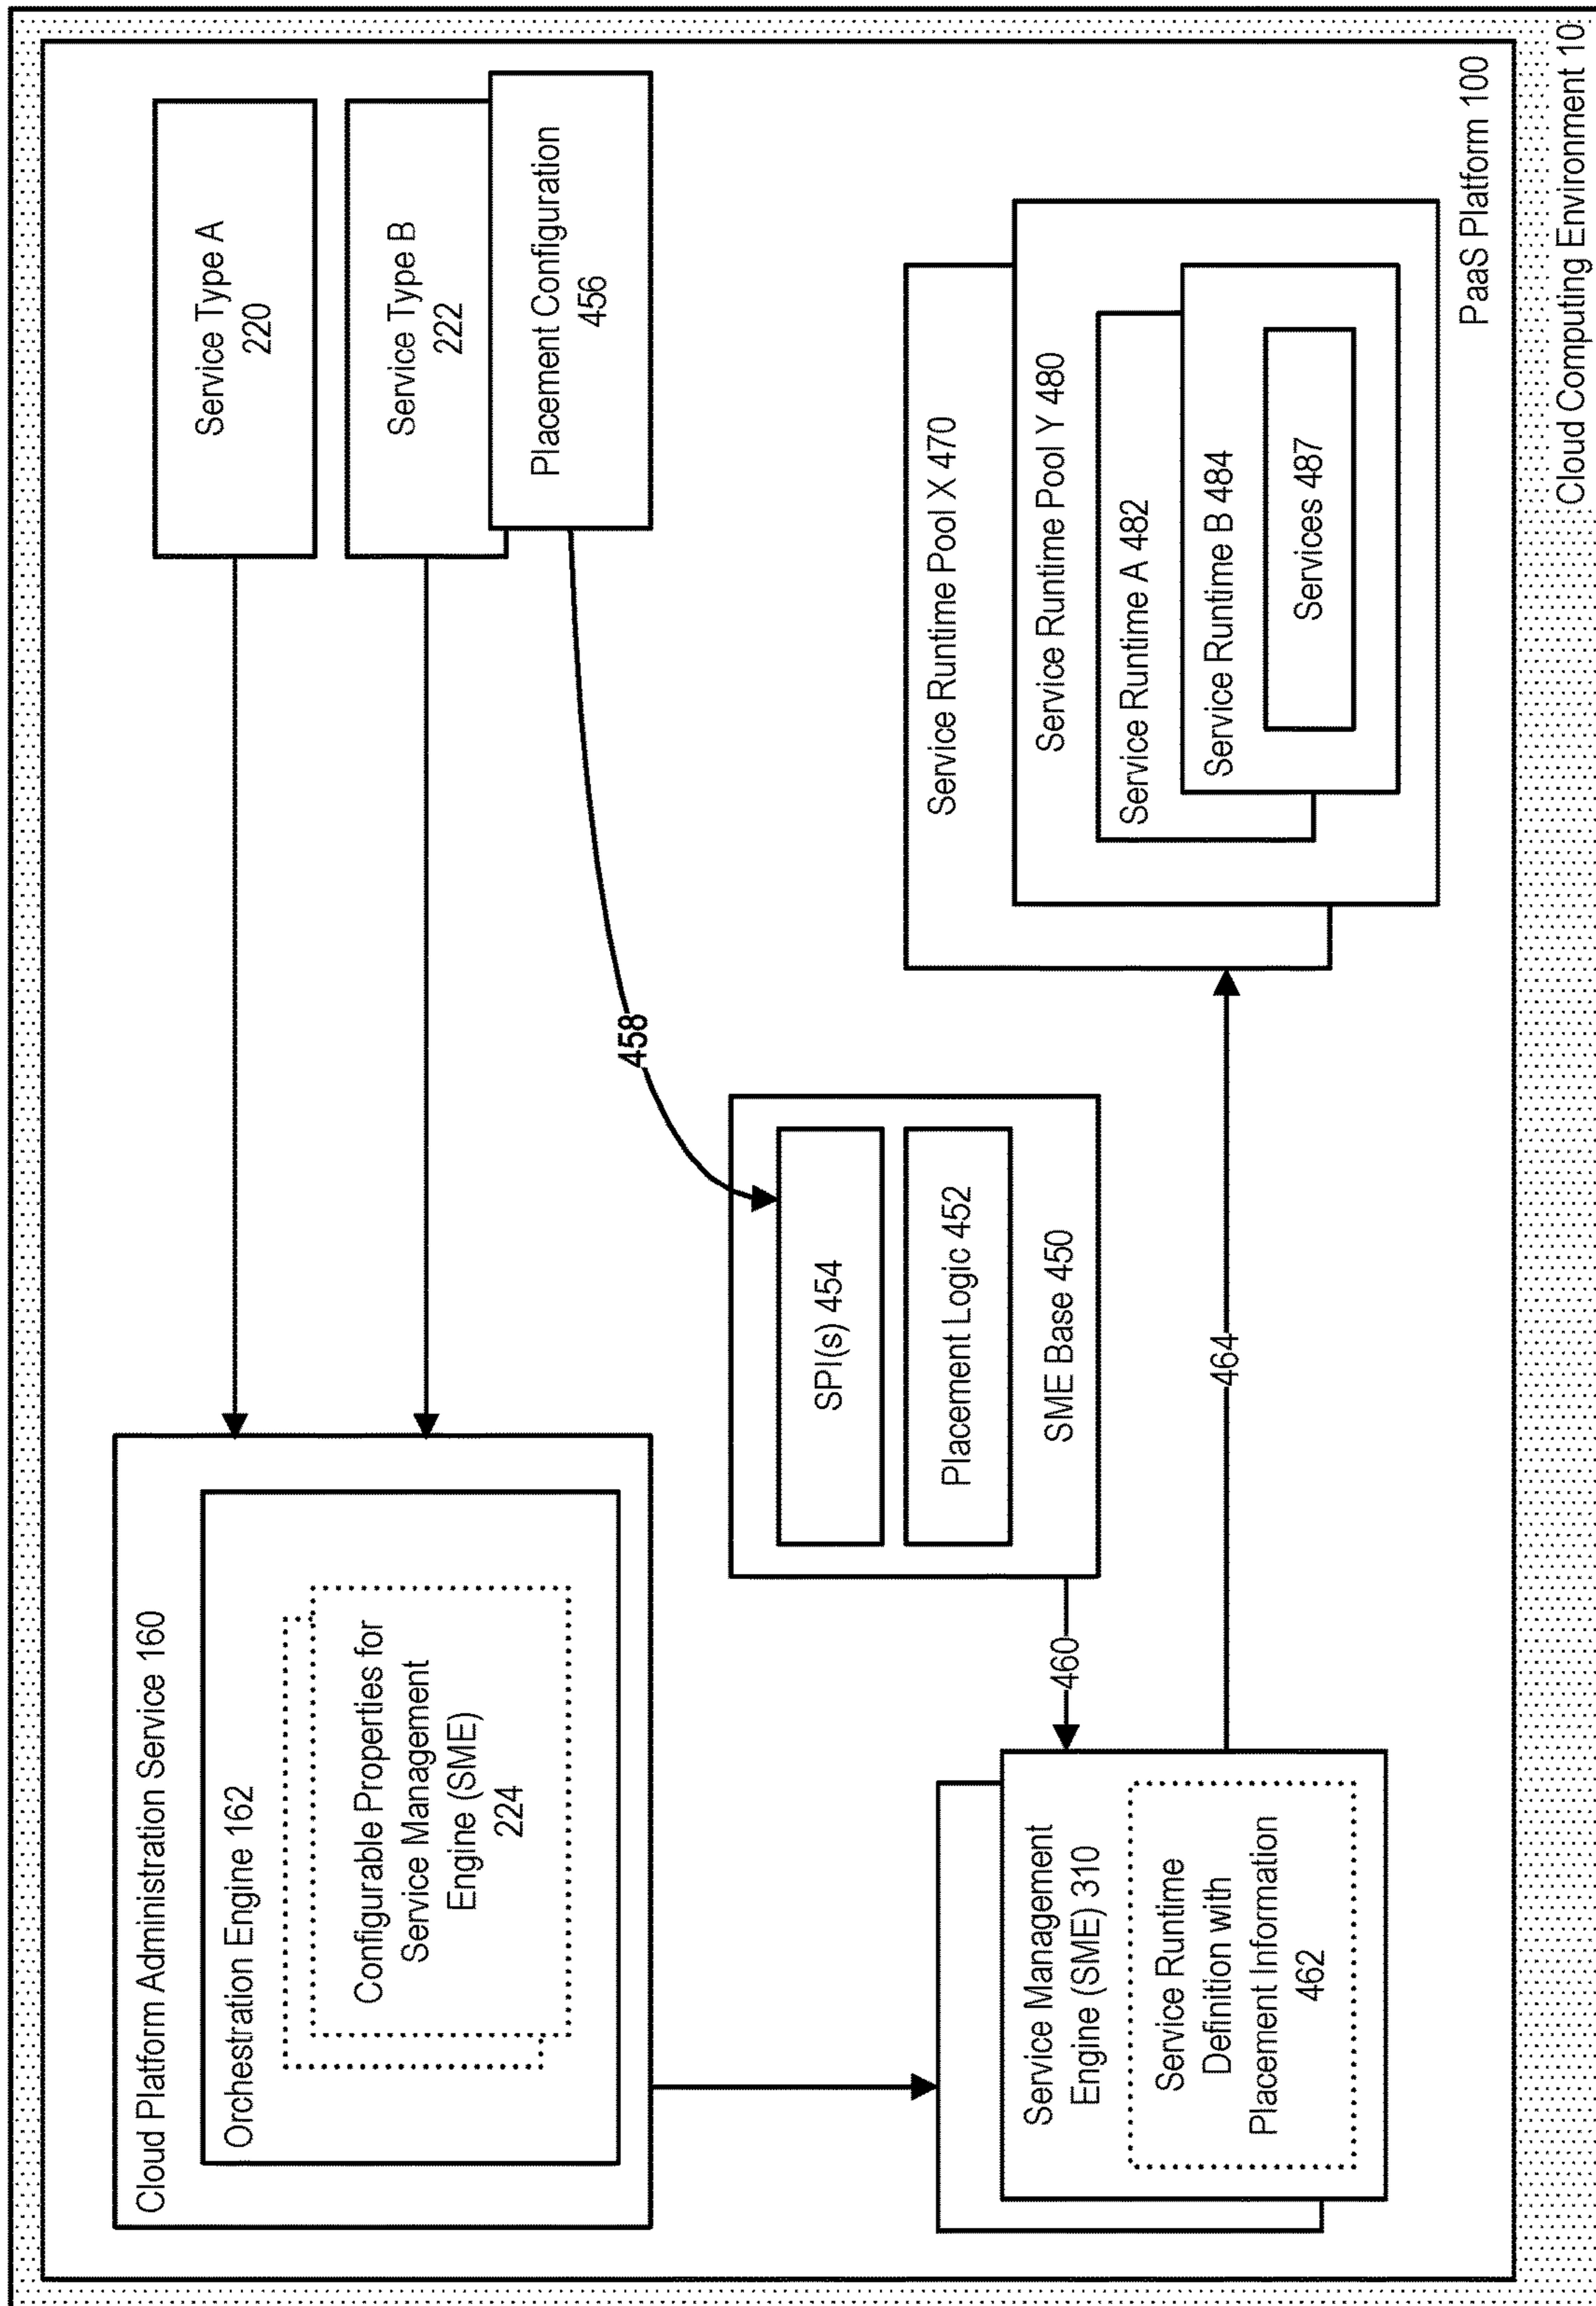 Cloud Platform Administration Service 160
Orchestration Engine 162
Configurable Properties for
Service Management
Engine (SME)
224
Service Type A
220
Service Type B
222
Placement Configuration
456
458
SPI(s) 454
Placement Logic 452
SME Base 450
460
Service Management
Engine (SME) 310
Service Runtime
Definition with
Placement Information
462
464
Service Runtime Pool X 470
Service Runtime Pool Y 480
Service Runtime A 482
Service Runtime B 484
Services 487
PaaS Platform 100
Cloud Computing Environment 10